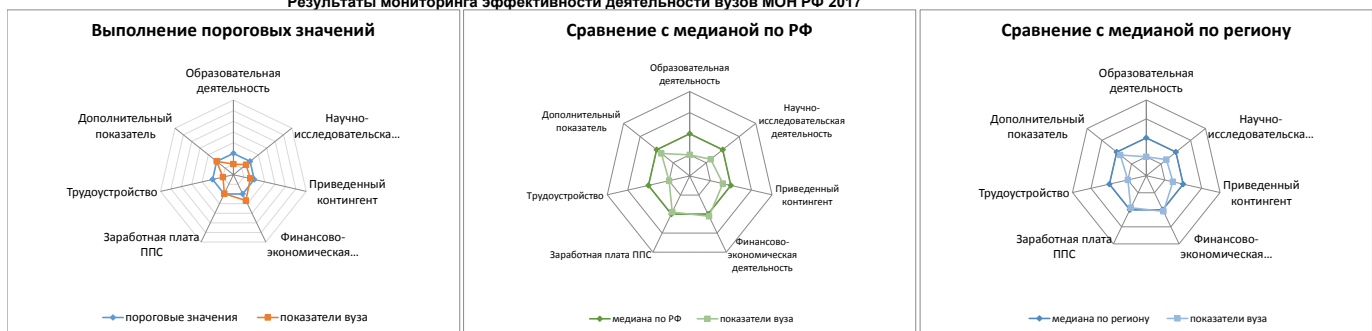 Результаты мониторинга эффективности деятельности вузов МОН РФ 2017
Выполнение пороговых значений
Образовательная
деятельность
Научно-
исследовательска...
Приведенный
контингент
Финансово-
экономическая...
Заработная плата
ППС
Трудоустройство
Дополнительный
показатель
пороговые значения
показатели вуза
Сравнение с медианой по РФ
Образовательная
деятельность
Научно-
исследовательская
деятельность
Приведенный
контингент
Финансово-
экономическая
деятельность
Заработная плата ППС
Трудоустройство
Дополнительный
показатель
медиана по РФ
показатели вуза
Сравнение с медианой по региону
Образовательная
деятельность
Научно-
исследовательска...
Приведенный
контингент
Финансово-
экономическая...
Заработная плата
ППС
Трудоустройство
Дополнительный
показатель
медиана по региону
показатели вуза